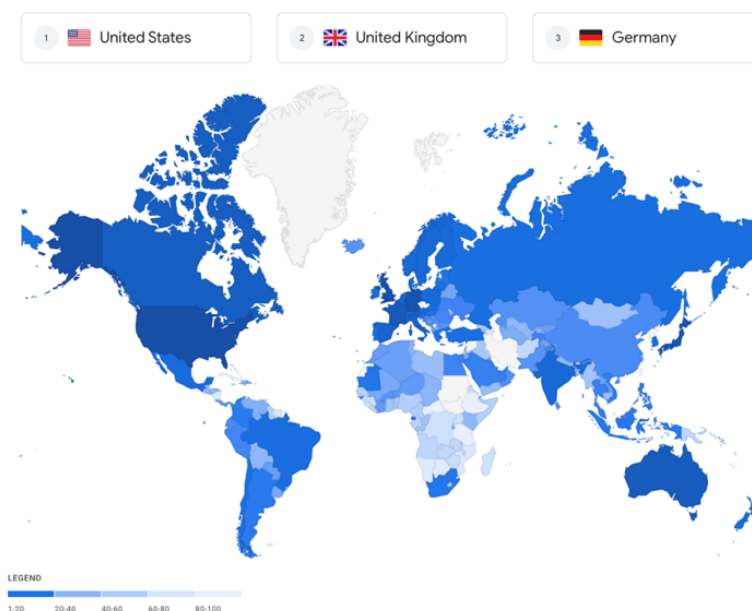 1 United States
2 United Kingdom
3 Germany
LEGEND
1-20 20-40 40-60 60-80 80-100